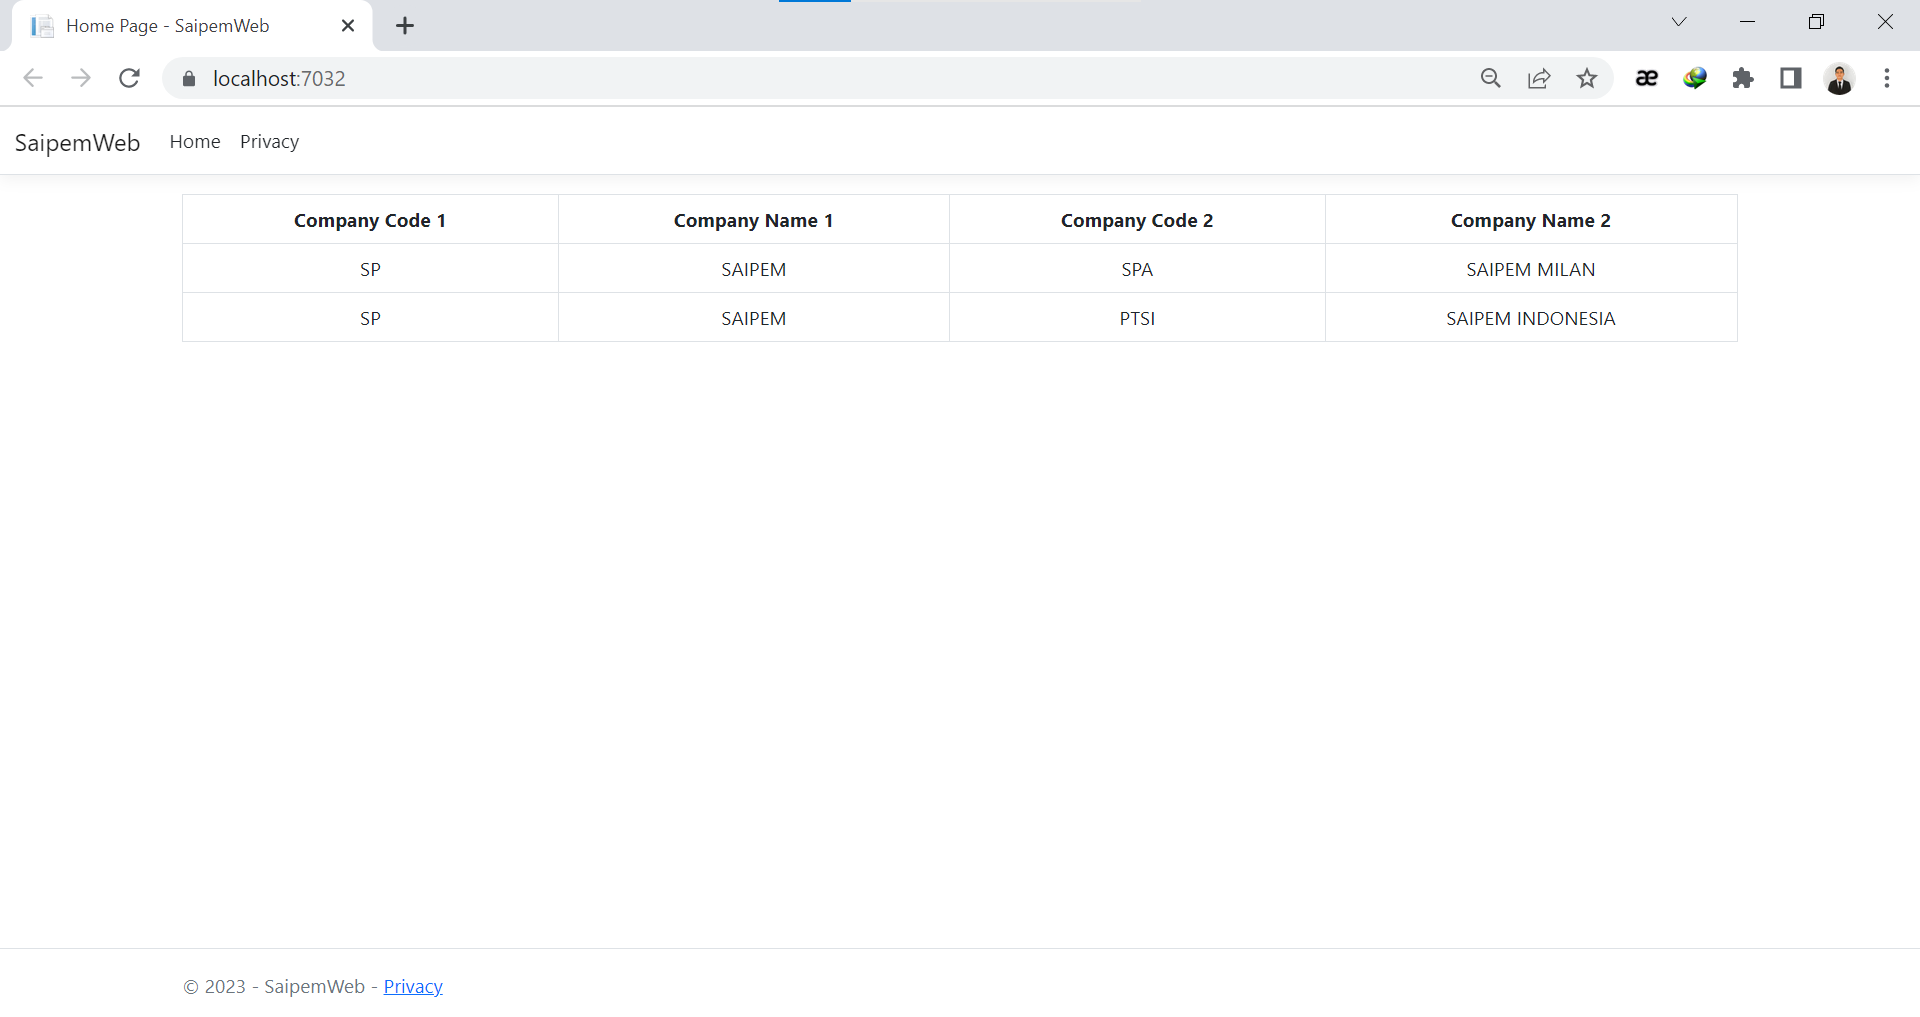 Home Page - SaipemWeb
localhost:7032
æ
SaipemWeb Home Privacy
Company Code 1 Company Name 1 Company Code 2 Company Name 2
SP SAIPEM SPA SAIPEM MILAN
SP SAIPEM PTSI SAIPEM INDONESIA
© 2023 - SaipemWeb - Privacy